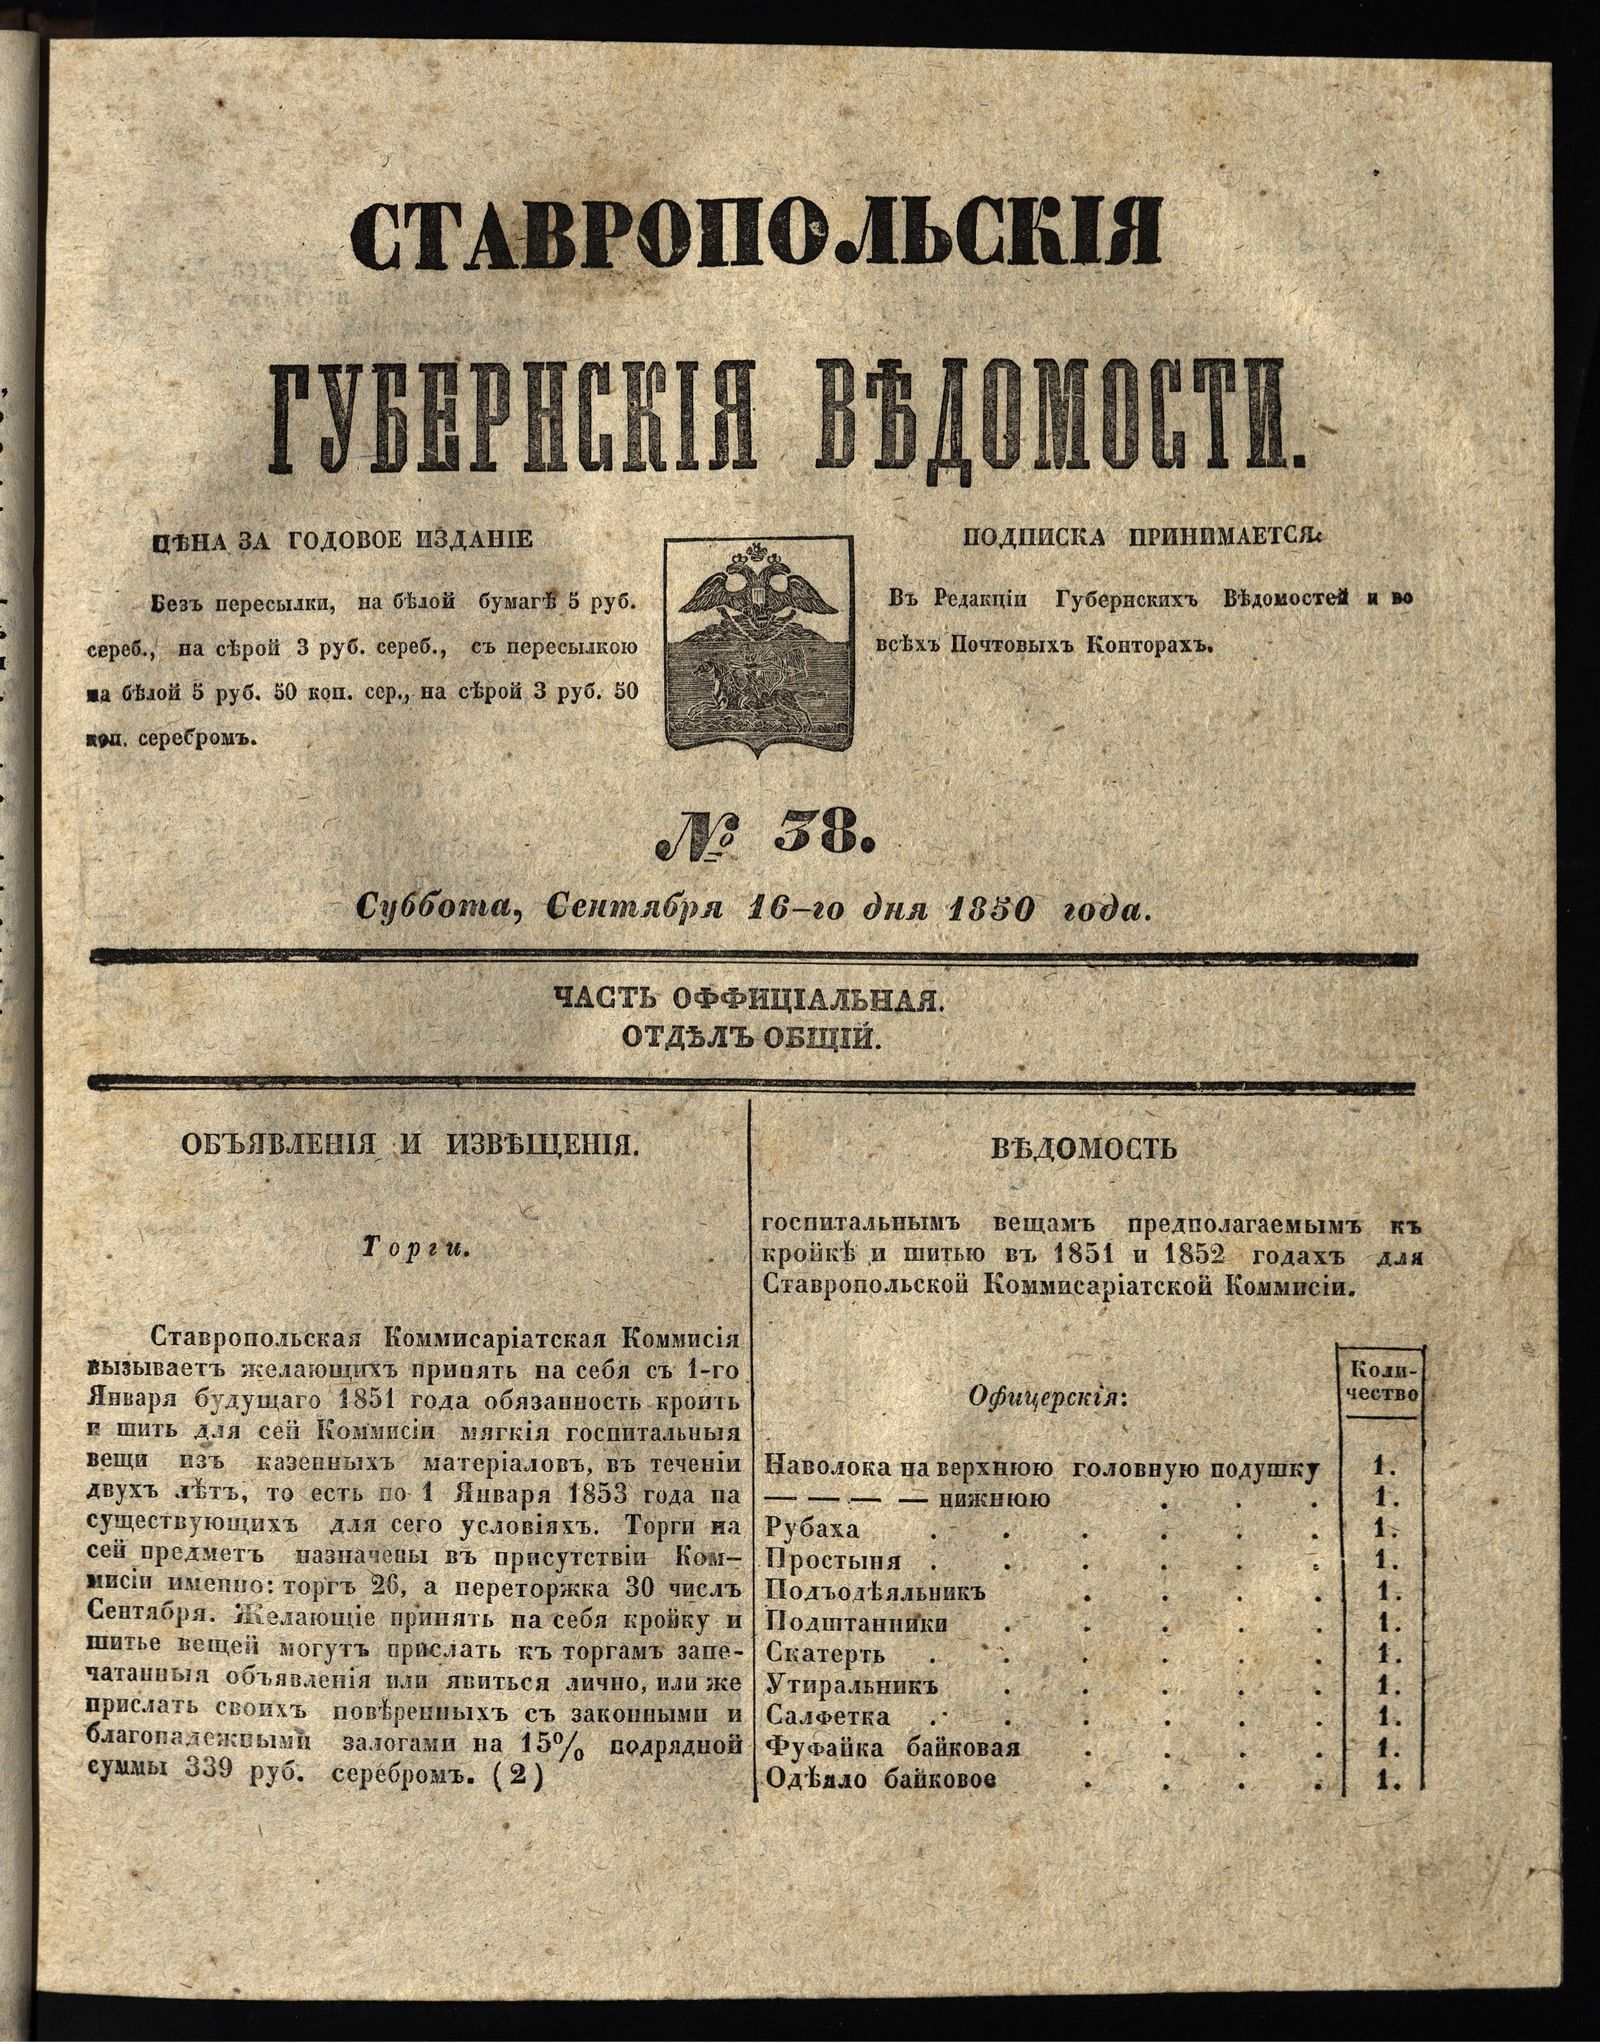 СТАВРОПОЛЬСКІЯ
ГУБЕРНСКІЯ ВѢДОМОСТИ.
ЦѢНА ЗА ГОДОВОЕ ИЗДАНІЕ
Безъ пересылки, на бѣлой бумагѣ 5 руб.
сереб., на сѣрой 3 руб. сереб., съ пересылкою
на бѣлой 5 руб. 50 коп. сер., на сѣрой 3 руб. 50
коп. серебромъ.
ПОДПИСКА ПРИНИМАЕТСЯ:
Въ Редакціи Губернскихъ Вѣдомостей и во
всѣхъ Почтовыхъ Конторахъ.
№ 38.
Суббота, Сентября 16-го дня 1850 года.
ЧАСТЬ ОФФИЦІАЛЬНАЯ.
ОТДѢЛЪ ОБЩІЙ.
ОБЪЯВЛЕНІЯ И ИЗВѢЩЕНІЯ.
Торги.
Ставропольская Коммисаріатская Коммисія
вызываетъ желающихъ принять на себя съ 1-го
Января будущаго 1851 года обязанность кроить
и шить для сей Коммисіи мягкія госпитальныя
вещи изъ казенныхъ матеріаловъ, въ теченіи
двухъ лѣтъ, то есть по 1 Января 1853 года на
существующихъ для сего условіяхъ. Торги на
сей предметъ назначены въ присутствіи Ком-
мисіи именно: торгъ 26, а переторжка 30 числъ
Сентября. Желающіе принять на себя кройку и
шитье вещей могутъ прислать къ торгамъ запе-
чатанныя объявленія или явиться лично, или же
прислать своихъ повѣренныхъ съ законными и
благонадежными залогами на 15% подрядной
суммы 339 руб. серебромъ. (2)
ВѢДОМОСТЬ
госпитальнымъ вещамъ предполагаемымъ къ
кройкѣ и шитью въ 1851 и 1852 годахъ для
Ставропольской Коммисаріатской Коммисіи.
Коли-
чество
Офицерскія:
Наволока на верхнюю головную подушку 1.
— — — — нижнюю . . . 1.
Рубаха . . . . . . 1.
Простыня . . . . . . 1.
Подъодѣяльникъ . . . . 1.
Подштанники . . . . . 1.
Скатерть . . . . . . 1.
Утиральникъ . . . . . 1.
Салфетка . . . . . . 1.
Фуфайка байковая . . . . 1.
Одѣяло байковое . . . . 1.